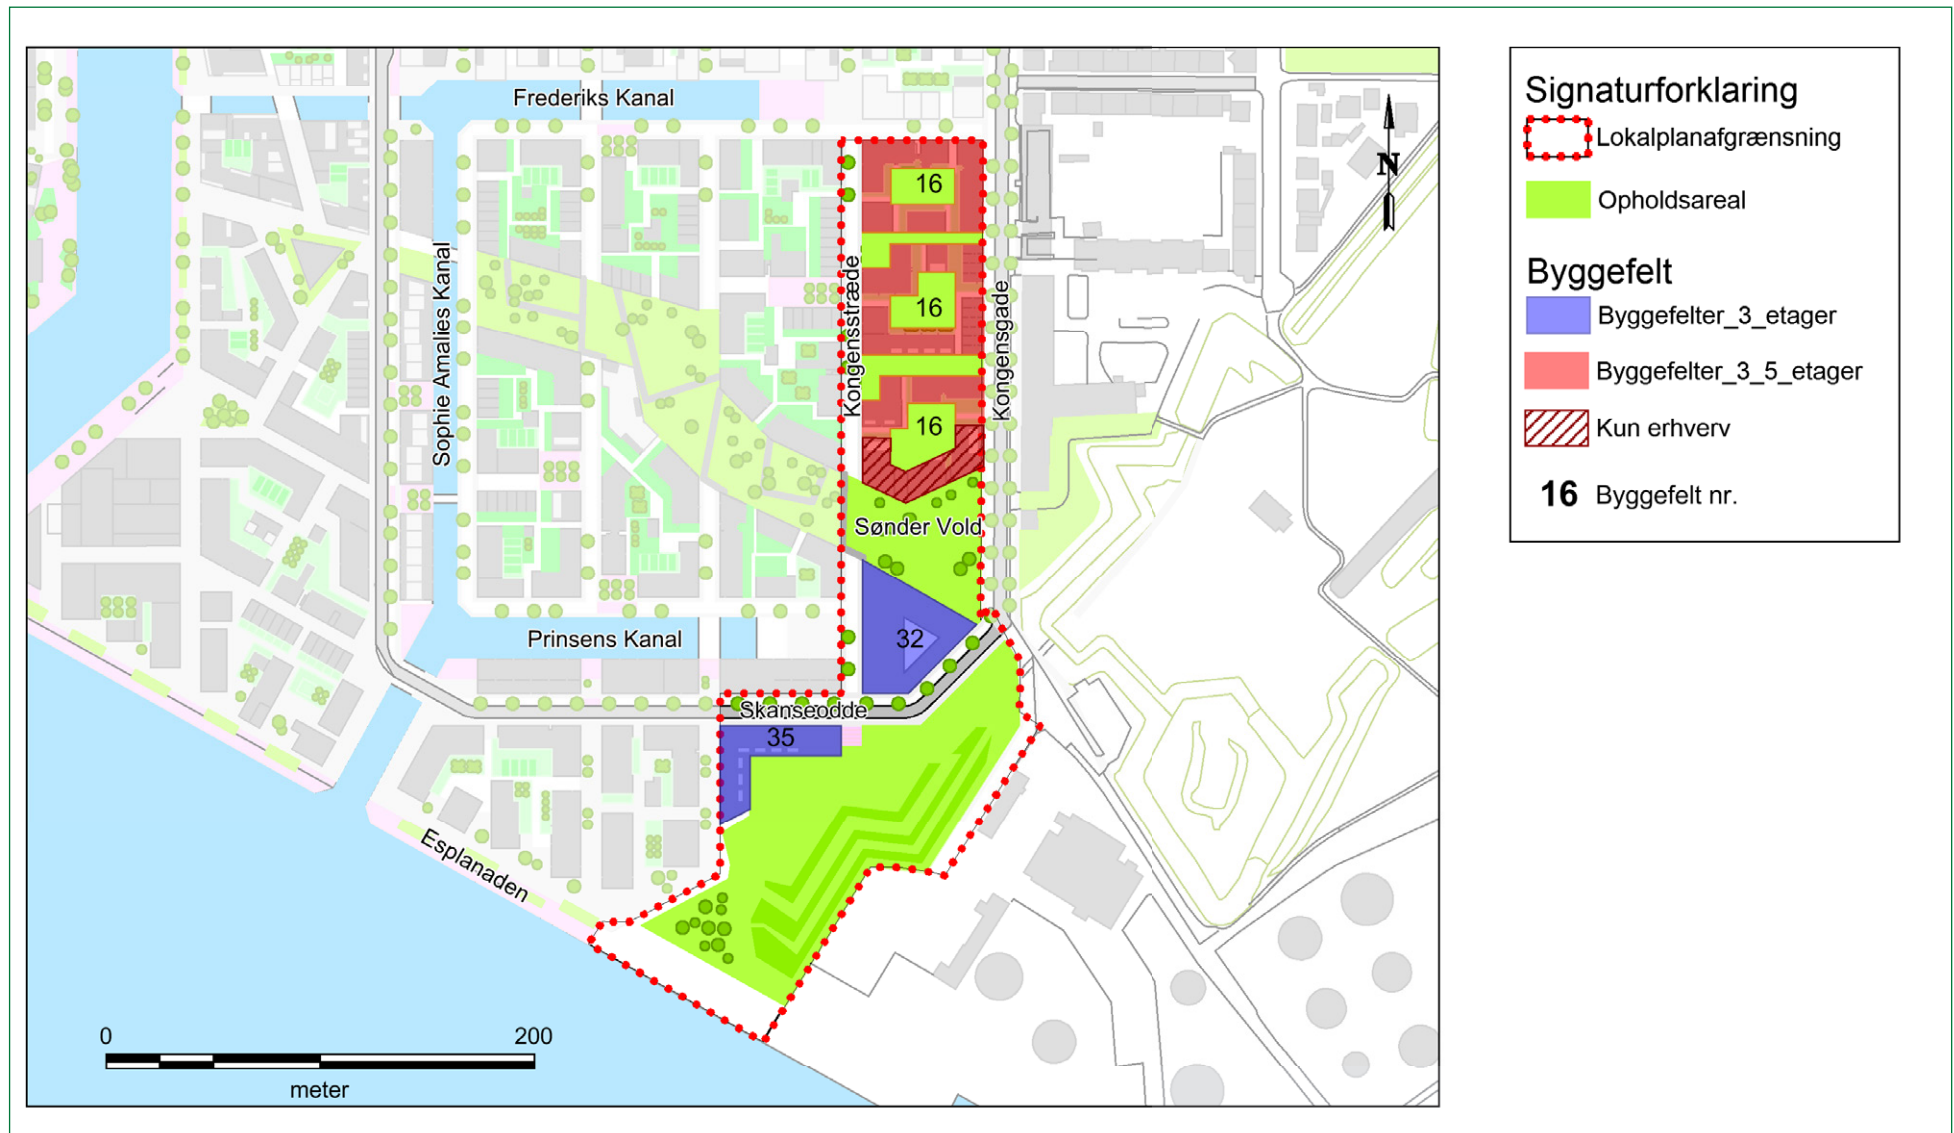 Frederiks Kanal
Sophie Amalies Kanal
Kongensstræde
Kongensgade
16
16
16
Sønder Vold
32
Prinsens Kanal
Skanseodde
35
Esplanaden
0 200
meter
N
Signaturforklaring
Lokalplanafgrænsning
Opholdsareal
Byggefelt
Byggefelter_3_etager
Byggefelter_3_5_etager
Kun erhverv
16 Byggefelt nr.